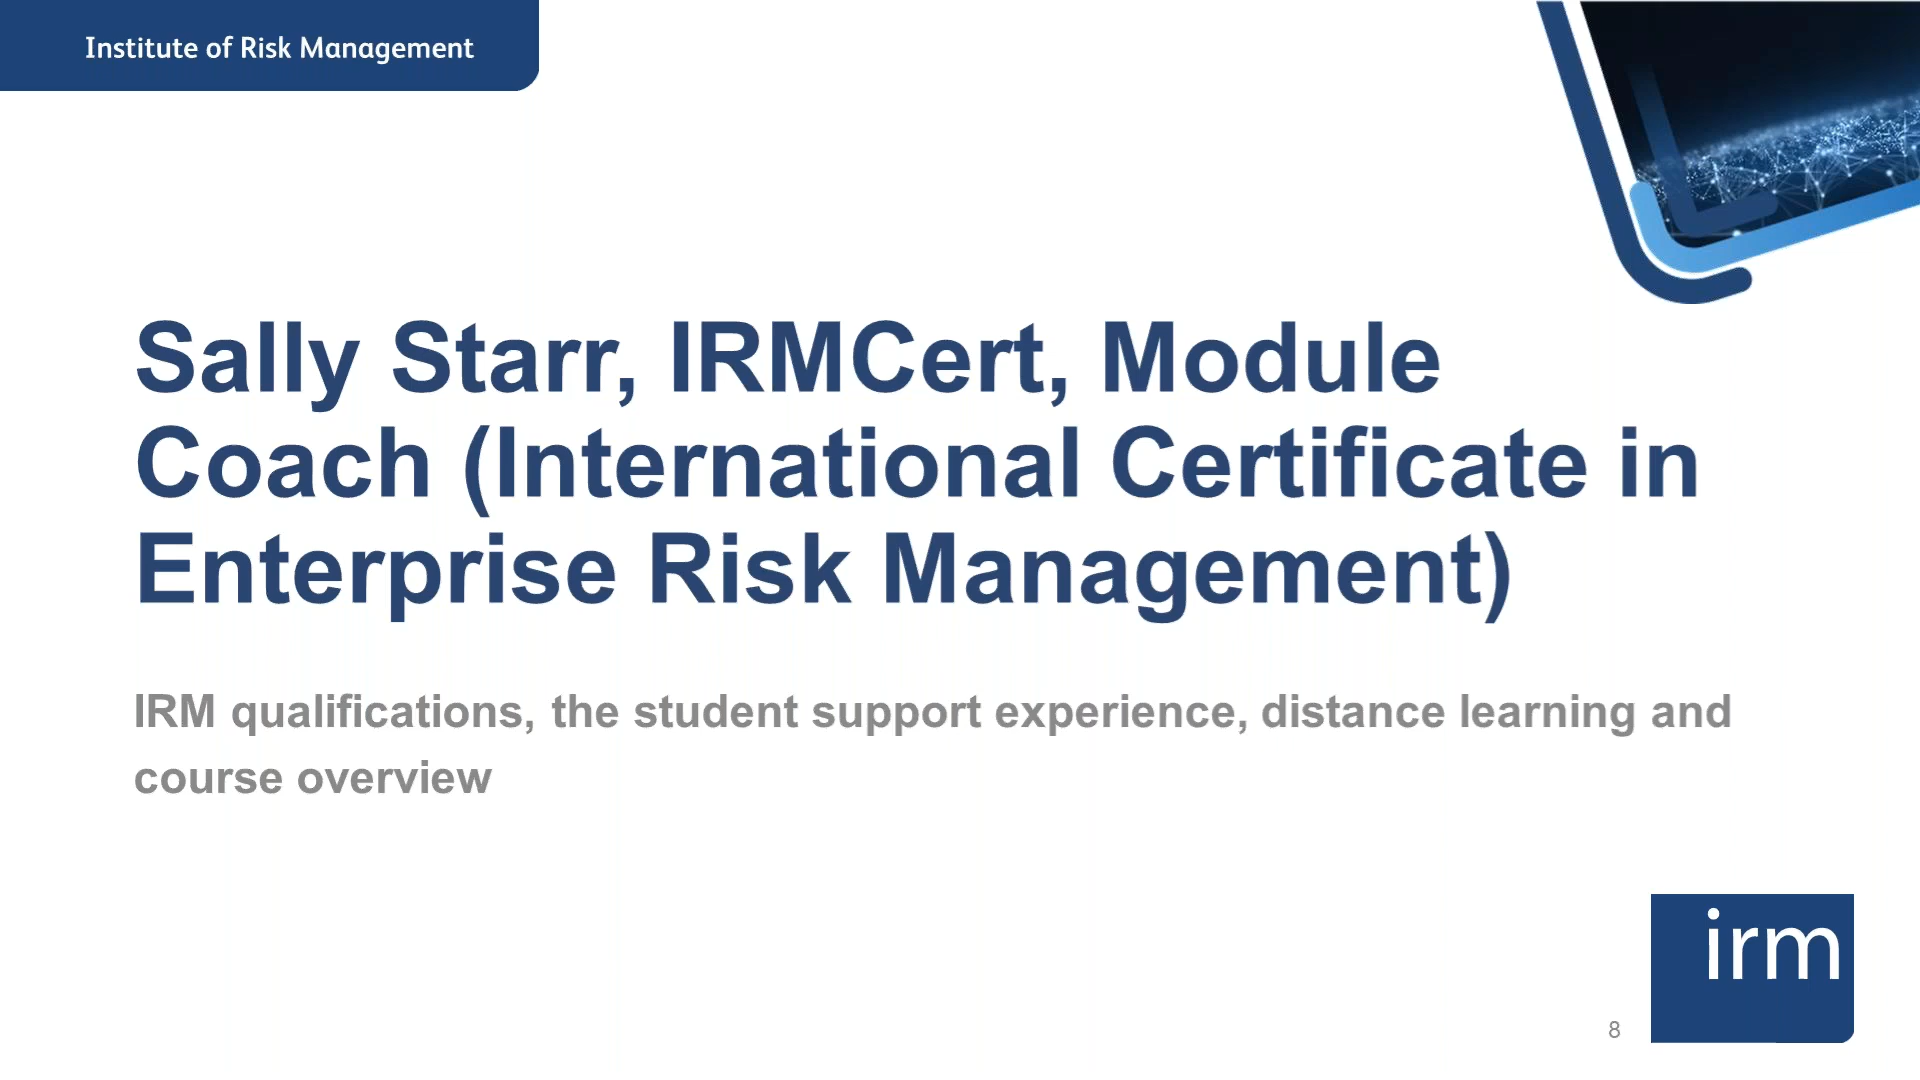 Institute of Risk Management
Sally Starr, IRMCert, Module
Coach (International Certificate in
Enterprise Risk Management)
IRM qualifications, the student support experience, distance learning and
course overview
irm
8